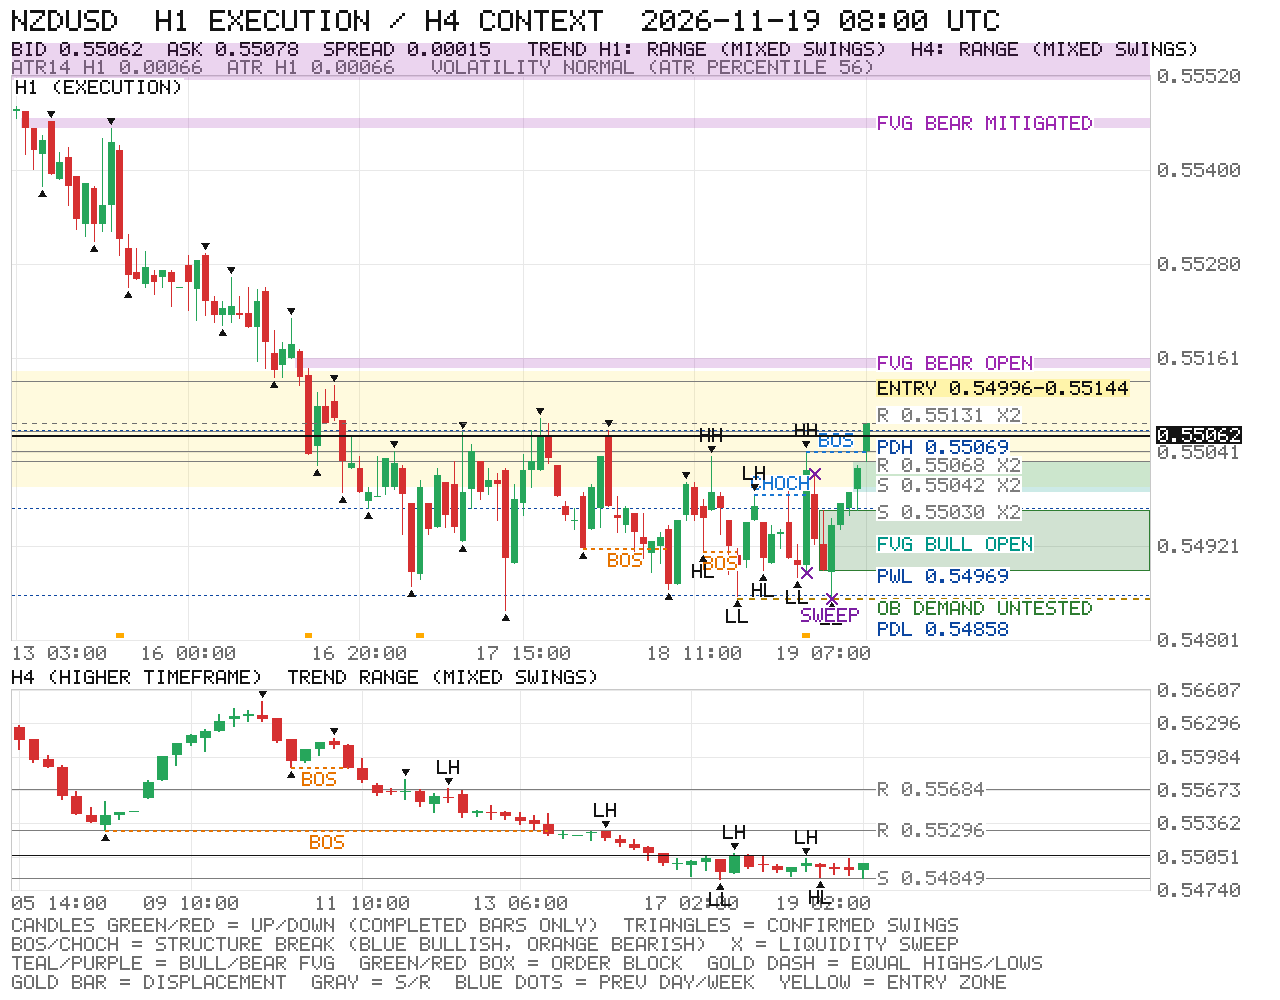 NZDUSD  H1 EXECUTION / H4 CONTEXT  2026-11-19 08:00 UTC
BID 0.55062  ASK 0.55078  SPREAD 0.00015   TREND H1: RANGE (MIXED SWINGS)  H4: RANGE (MIXED SWINGS)
ATR14 H1 0.00066  ATR H1 0.00066   VOLATILITY NORMAL (ATR PERCENTILE 56)
0.55520
H1 (EXECUTION)
FVG BEAR MITIGATED
0.55400
0.55280
0.55161
FVG BEAR OPEN
ENTRY 0.54996-0.55144
R 0.55131 X2
HH
HH
BOS
0.55062
PDH 0.55069
0.55041
R 0.55068 X2
LH
CHOCH
S 0.55042 X2
S 0.55030 X2
BOS
BOS
FVG BULL OPEN
0.54921
HL
PWL 0.54969
HL
LL
LL
SWEEP
OB DEMAND UNTESTED
PDL 0.54858
0.54801
13 03:00
16 00:00
16 20:00
17 15:00
18 11:00
19 07:00
H4 (HIGHER TIMEFRAME)  TREND RANGE (MIXED SWINGS)
0.56607
0.56296
0.55984
BOS
LH
R 0.55684
0.55673
LH
0.55362
R 0.55296
BOS
LH
LH
0.55051
S 0.54849
0.54740
LL
HL
05 14:00
09 10:00
11 10:00
13 06:00
17 02:00
19 02:00
CANDLES GREEN/RED = UP/DOWN (COMPLETED BARS ONLY)  TRIANGLES = CONFIRMED SWINGS
BOS/CHOCH = STRUCTURE BREAK (BLUE BULLISH, ORANGE BEARISH)  X = LIQUIDITY SWEEP
TEAL/PURPLE = BULL/BEAR FVG  GREEN/RED BOX = ORDER BLOCK  GOLD DASH = EQUAL HIGHS/LOWS
GOLD BAR = DISPLACEMENT  GRAY = S/R  BLUE DOTS = PREV DAY/WEEK  YELLOW = ENTRY ZONE